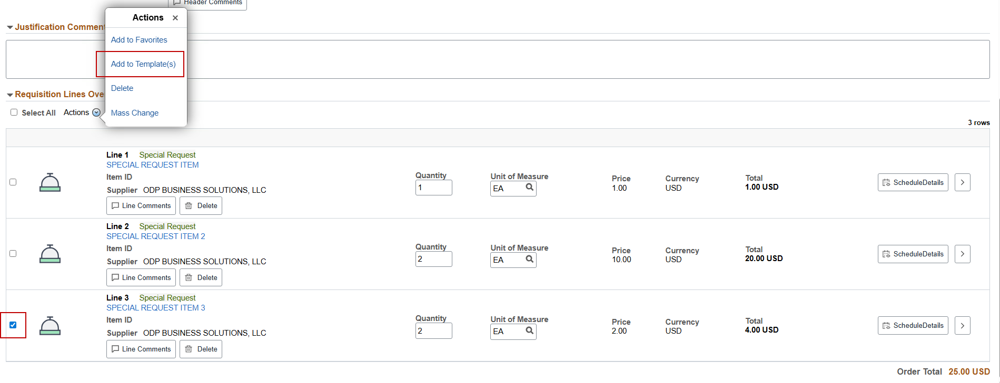 Header Comments
Actions ×
Justification Commen
Add to Favorites
Add to Template(s)
Delete
Requisition Lines Ove
Select All Actions
Mass Change
3 rows
Line 1 Special Request
SPECIAL REQUEST ITEM
Item ID
Supplier ODP BUSINESS SOLUTIONS, LLC
Quantity Unit of Measure Price Currency Total
1 EA 1.00 USD 1.00 USD
ScheduleDetails
Line Comments Delete
Line 2 Special Request
SPECIAL REQUEST ITEM 2
Item ID
Supplier ODP BUSINESS SOLUTIONS, LLC
Quantity Unit of Measure Price Currency Total
2 EA 10.00 USD 20.00 USD
ScheduleDetails
Line Comments Delete
Line 3 Special Request
SPECIAL REQUEST ITEM 3
Item ID
Supplier ODP BUSINESS SOLUTIONS, LLC
Quantity Unit of Measure Price Currency Total
2 EA 2.00 USD 4.00 USD
ScheduleDetails
Line Comments Delete
Order Total 25.00 USD